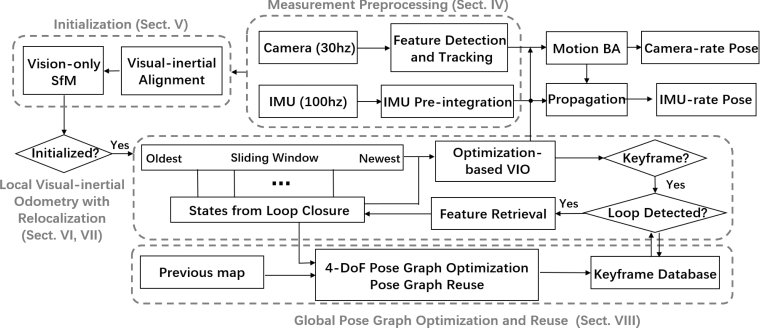 Measurement Preprocessing (Sect. IV)
Initialization (Sect. V)
Camera (30hz)
Feature Detection
and Tracking
Motion BA
Camera-rate Pose
Vision-only
SfM
Visual-inertial
Alignment
IMU (100hz)
IMU Pre-integration
Propagation
IMU-rate Pose
Initialized?
Yes
Oldest
Sliding Window
Newest
...
Optimization-
based VIO
Keyframe?
Yes
Local Visual-inertial
Odometry with
Relocalization
(Sect. VI, VII)
States from Loop Closure
Feature Retrieval
Yes
Loop Detected?
Previous map
4-DoF Pose Graph Optimization
Pose Graph Reuse
Keyframe Database
Global Pose Graph Optimization and Reuse (Sect. VIII)